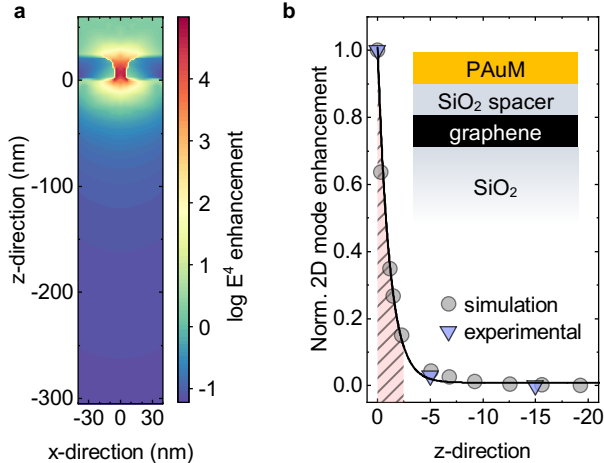 a
z-direction (nm)
0
-100
-200
-300
-30
0
30
x-direction (nm)
log E⁴ enhancement
4
3
2
1
0
-1
b
Norm. 2D mode enhancement
1.0
0.8
0.6
0.4
0.2
0.0
PAuM
SiO₂ spacer
graphene
SiO₂
simulation
experimental
0
-5
-10
-15
-20
z-direction